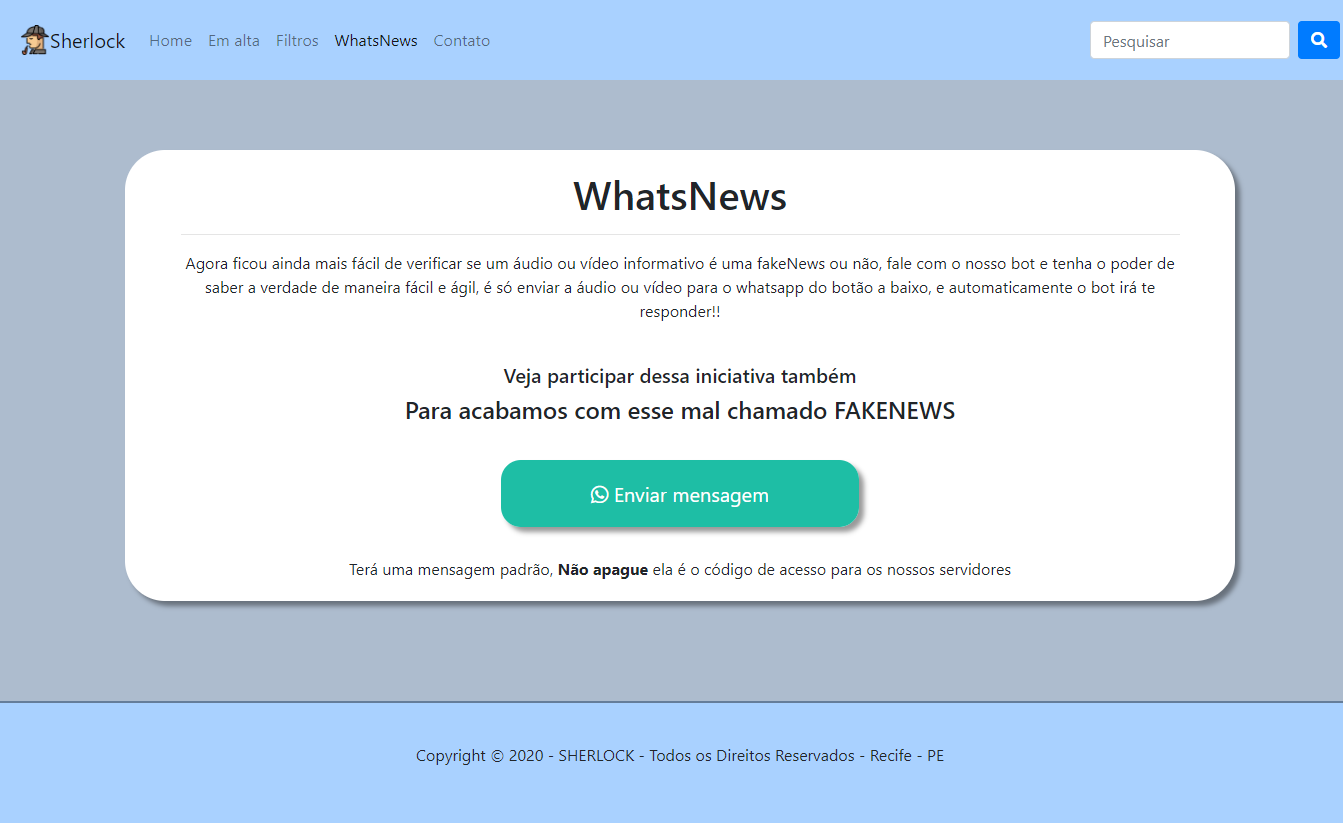 Sherlock Home Em alta Filtros WhatsNews Contato Pesquisar
WhatsNews
Agora ficou ainda mais fácil de verificar se um áudio ou vídeo informativo é uma fakeNews ou não, fale com o nosso bot e tenha o poder de
saber a verdade de maneira fácil e ágil, é só enviar a áudio ou vídeo para o whatsapp do botão a baixo, e automaticamente o bot irá te
responder!!
Veja participar dessa iniciativa também
Para acabamos com esse mal chamado FAKENEWS
Enviar mensagem
Terá uma mensagem padrão, Não apague ela é o código de acesso para os nossos servidores
Copyright © 2020 - SHERLOCK - Todos os Direitos Reservados - Recife - PE